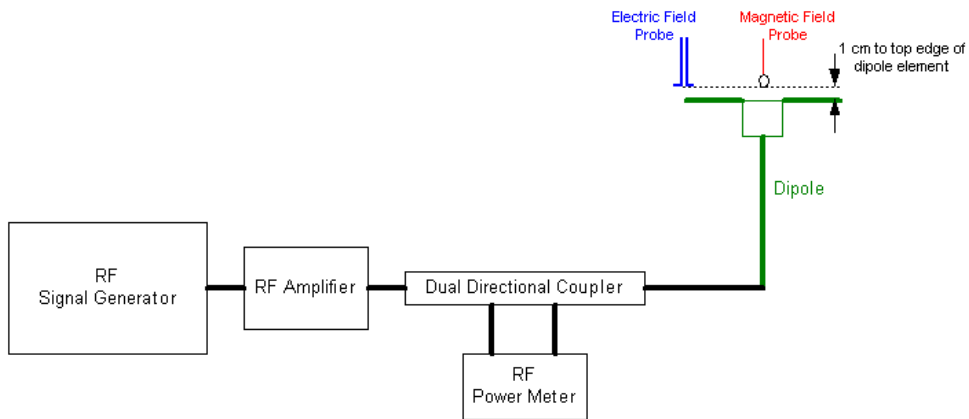 Electric Field
Probe
Magnetic Field
Probe
1 cm to top edge of
dipole element
Dipole
RF
Signal Generator
RF Amplifier
Dual Directional Coupler
RF
Power Meter